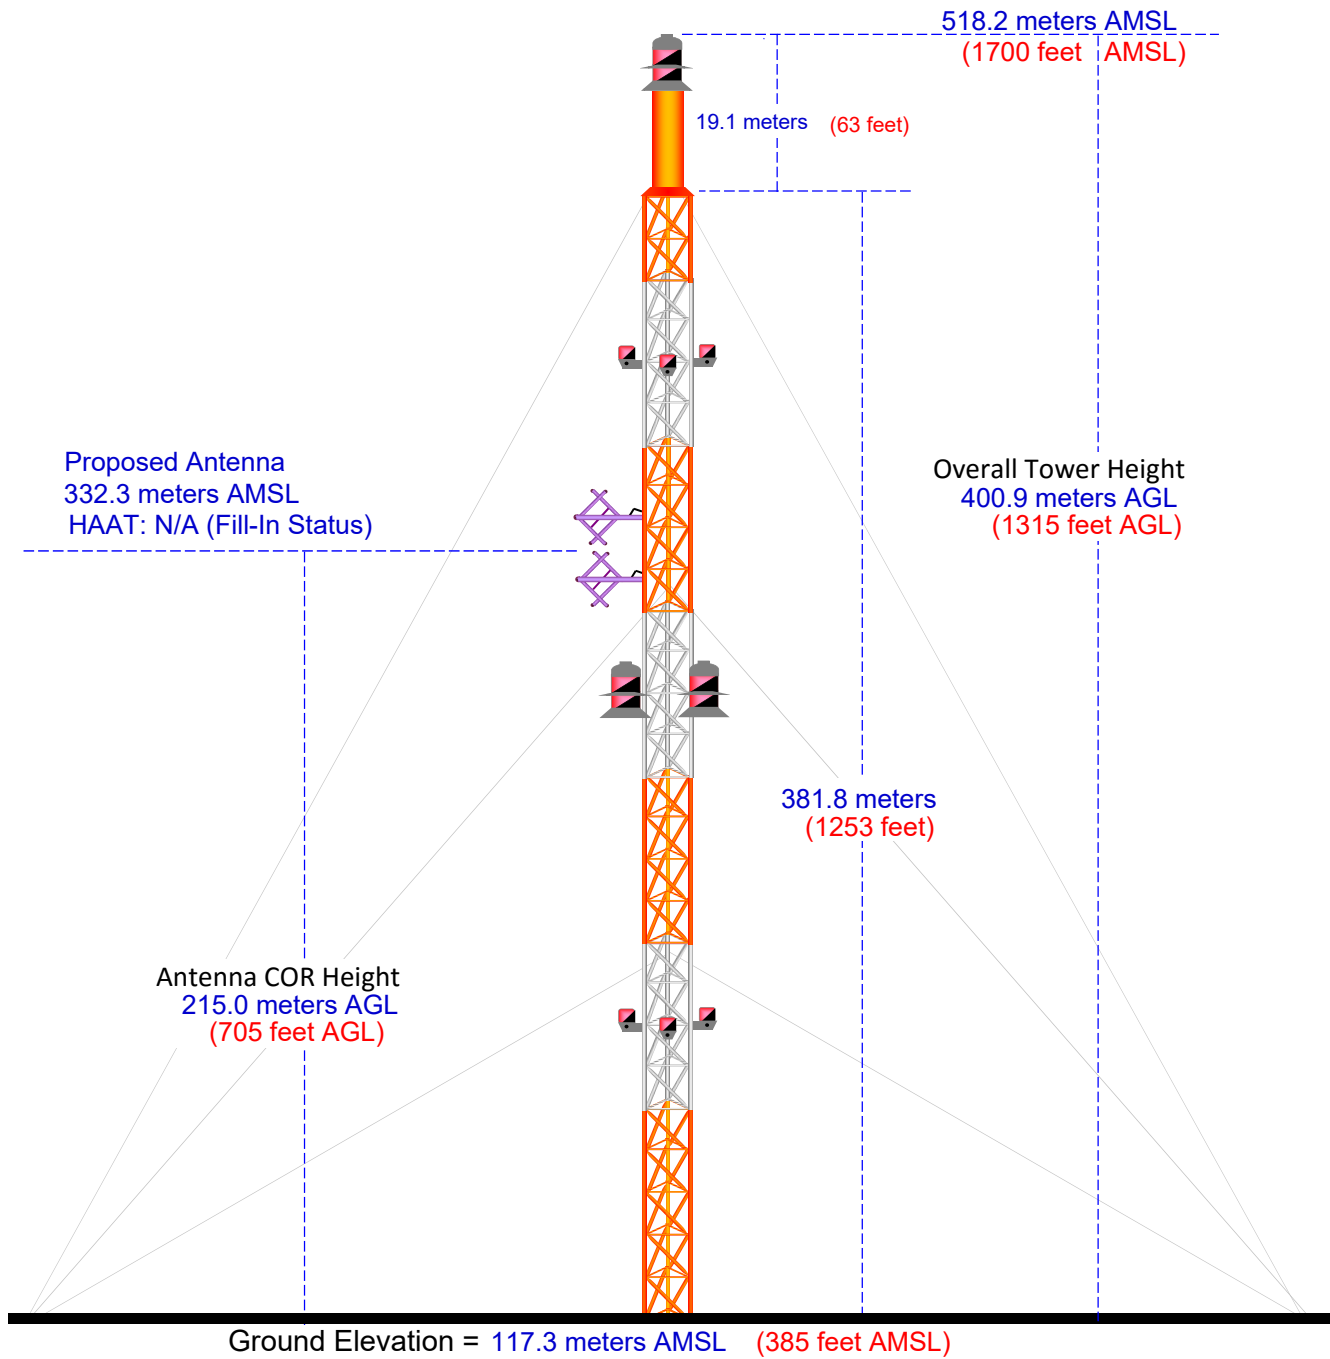 518.2 meters AMSL
(1700 feet AMSL)
19.1 meters (63 feet)
Proposed Antenna
332.3 meters AMSL
HAAT: N/A (Fill-In Status)
Overall Tower Height
400.9 meters AGL
(1315 feet AGL)
381.8 meters
(1253 feet)
Antenna COR Height
215.0 meters AGL
(705 feet AGL)
Ground Elevation = 117.3 meters AMSL (385 feet AMSL)